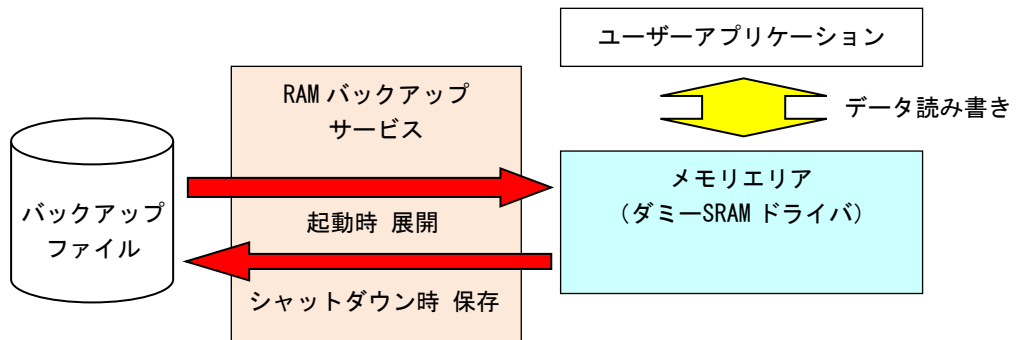 ユーザーアプリケーション
RAM バックアップ
サービス
データ読み書き
メモリエリア
(ダミーSRAM ドライバ)
バックアップ
ファイル
起動時 展開
シャットダウン時 保存